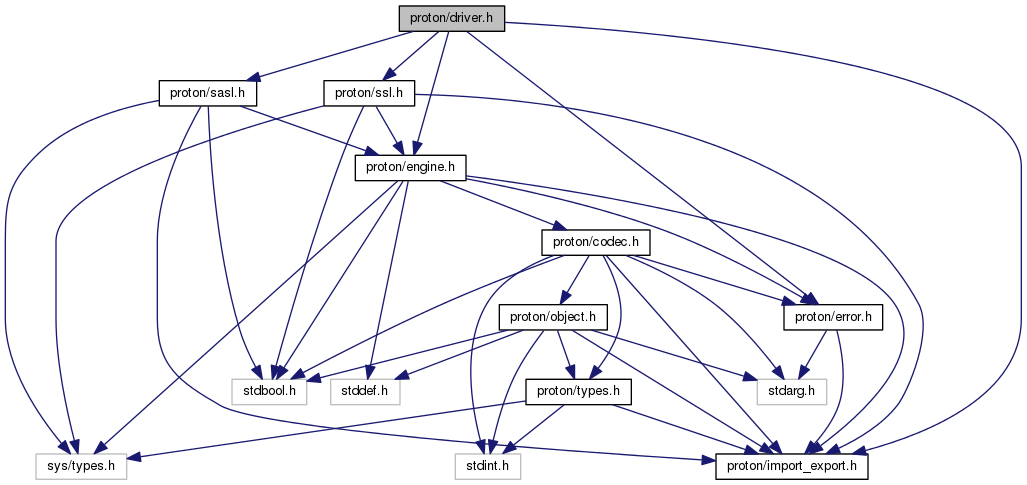 proton/driver.h
proton/sasl.h
proton/ssl.h
proton/engine.h
proton/codec.h
proton/object.h
proton/error.h
stdbool.h
stddef.h
proton/types.h
stdarg.h
sys/types.h
stdint.h
proton/import_export.h